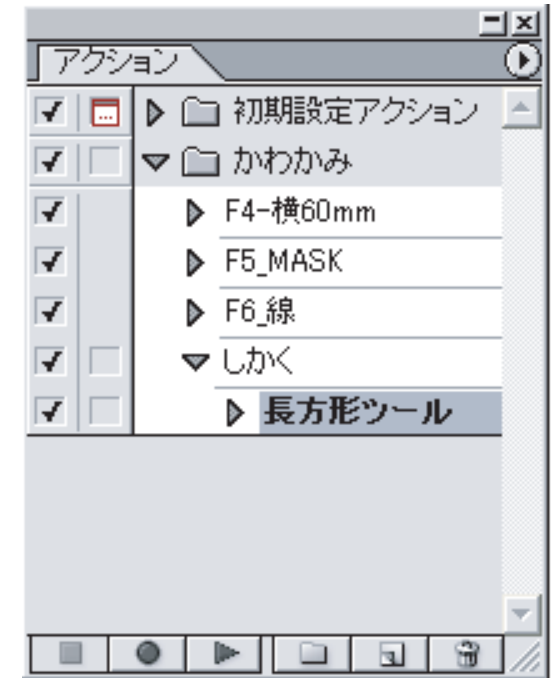 アクション
初期設定アクション
かわかみ
F4-横60mm
F5_MASK
F6_線
しかく
長方形ツール